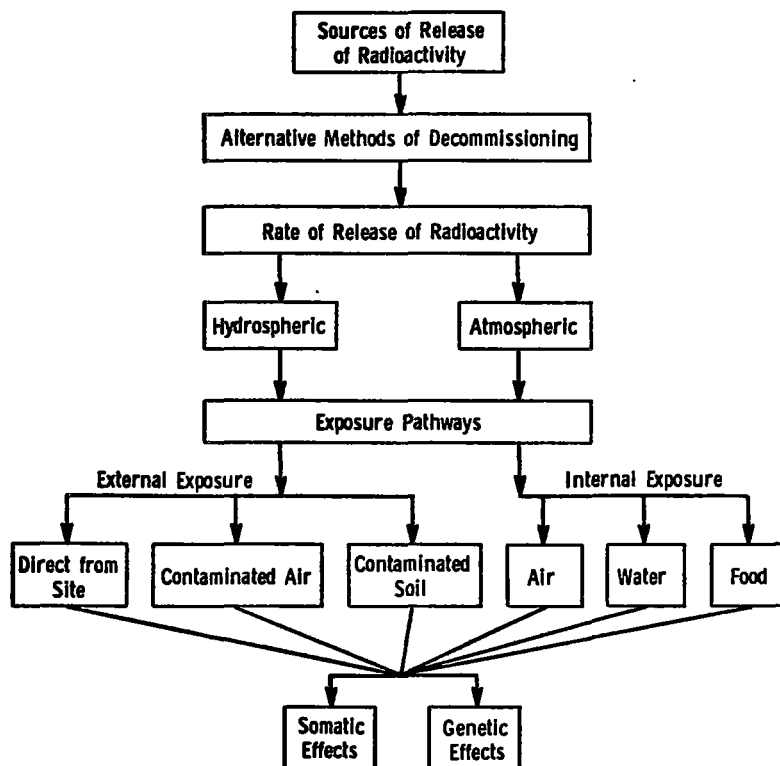 Sources of Release
of Radioactivity
Alternative Methods of Decommissioning
Rate of Release of Radioactivity
Hydrospheric
Atmospheric
Exposure Pathways
External Exposure
Internal Exposure
Direct from
Site
Contaminated Air
Contaminated
Soil
Air
Water
Food
Somatic
Effects
Genetic
Effects